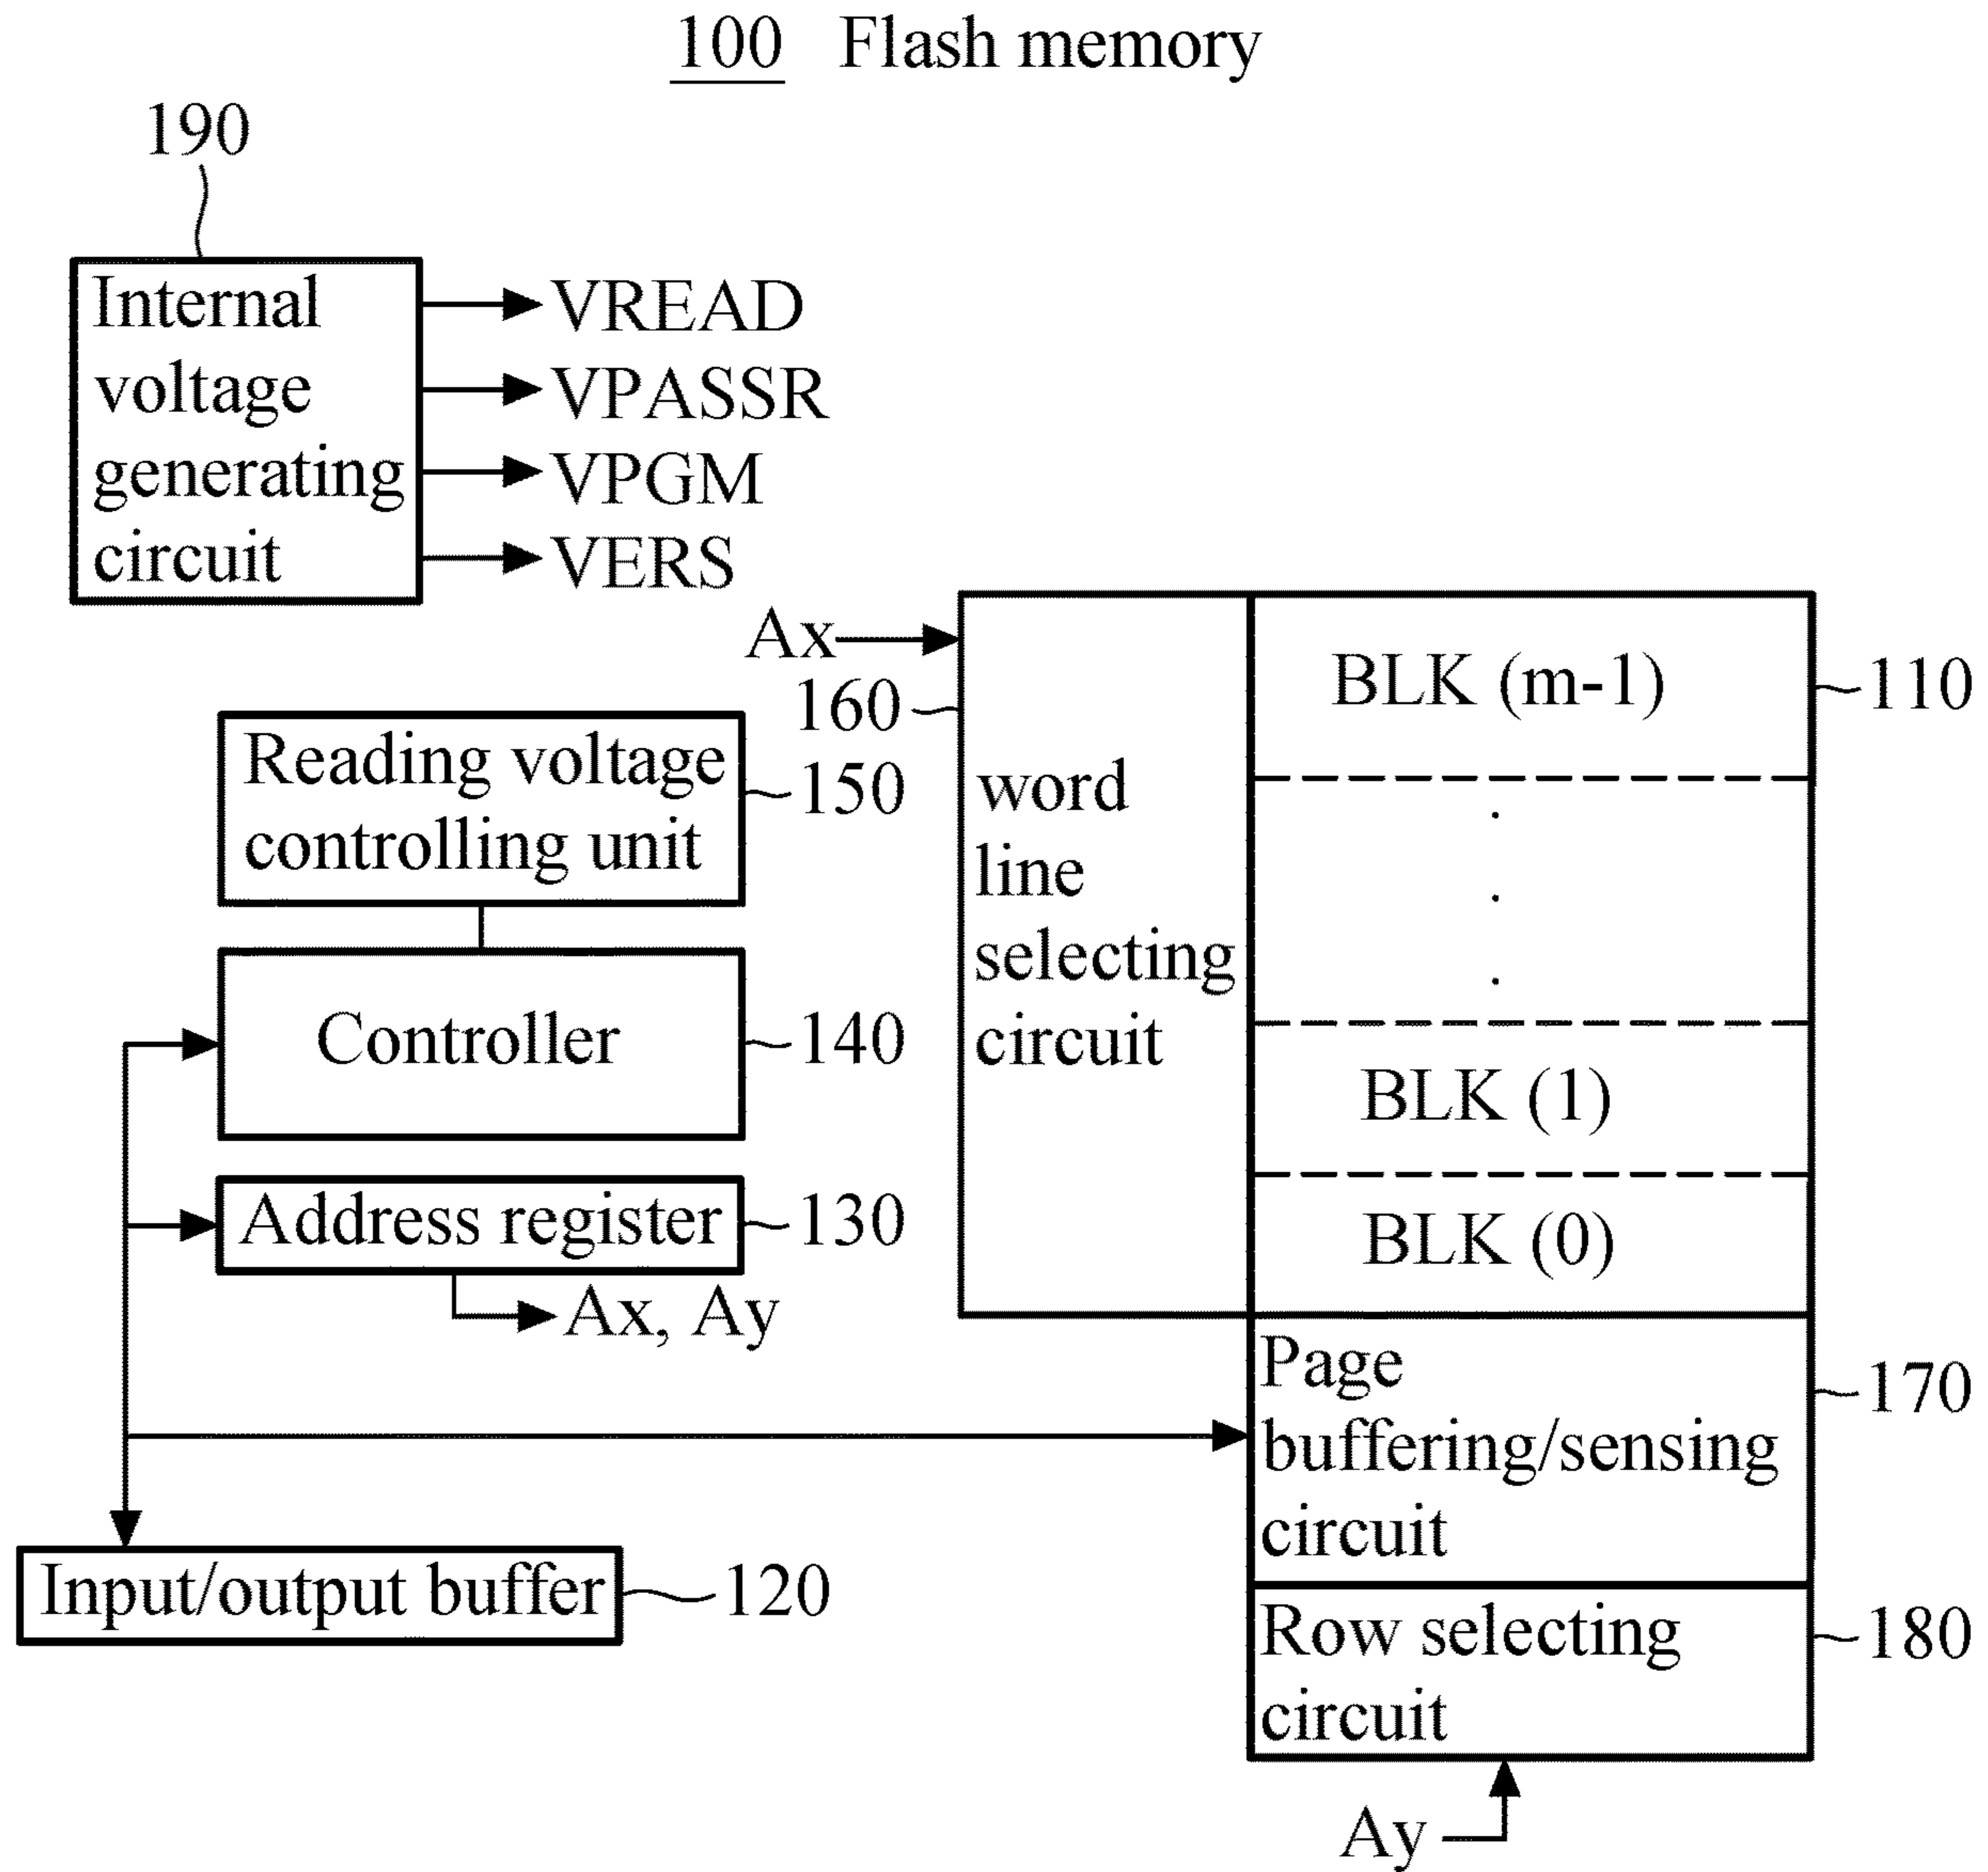 100 Flash memory
190
Internal
voltage
generating
circuit
VREAD
VPASSR
VPGM
VERS
Ax
160
word
line
selecting
circuit
BLK (m-1)
110
.
.
.
BLK (1)
BLK (0)
Reading voltage
controlling unit
150
Controller
140
Address register
130
Ax, Ay
Page
buffering/sensing
circuit
170
Input/output buffer
120
Row selecting
circuit
180
Ay